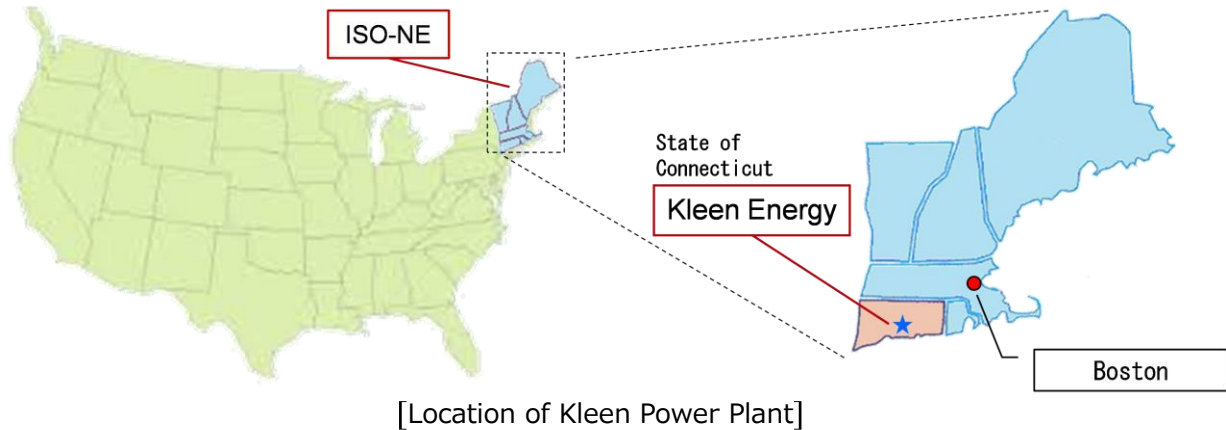 ISO-NE
State of
Connecticut
Kleen Energy
Boston
[Location of Kleen Power Plant]